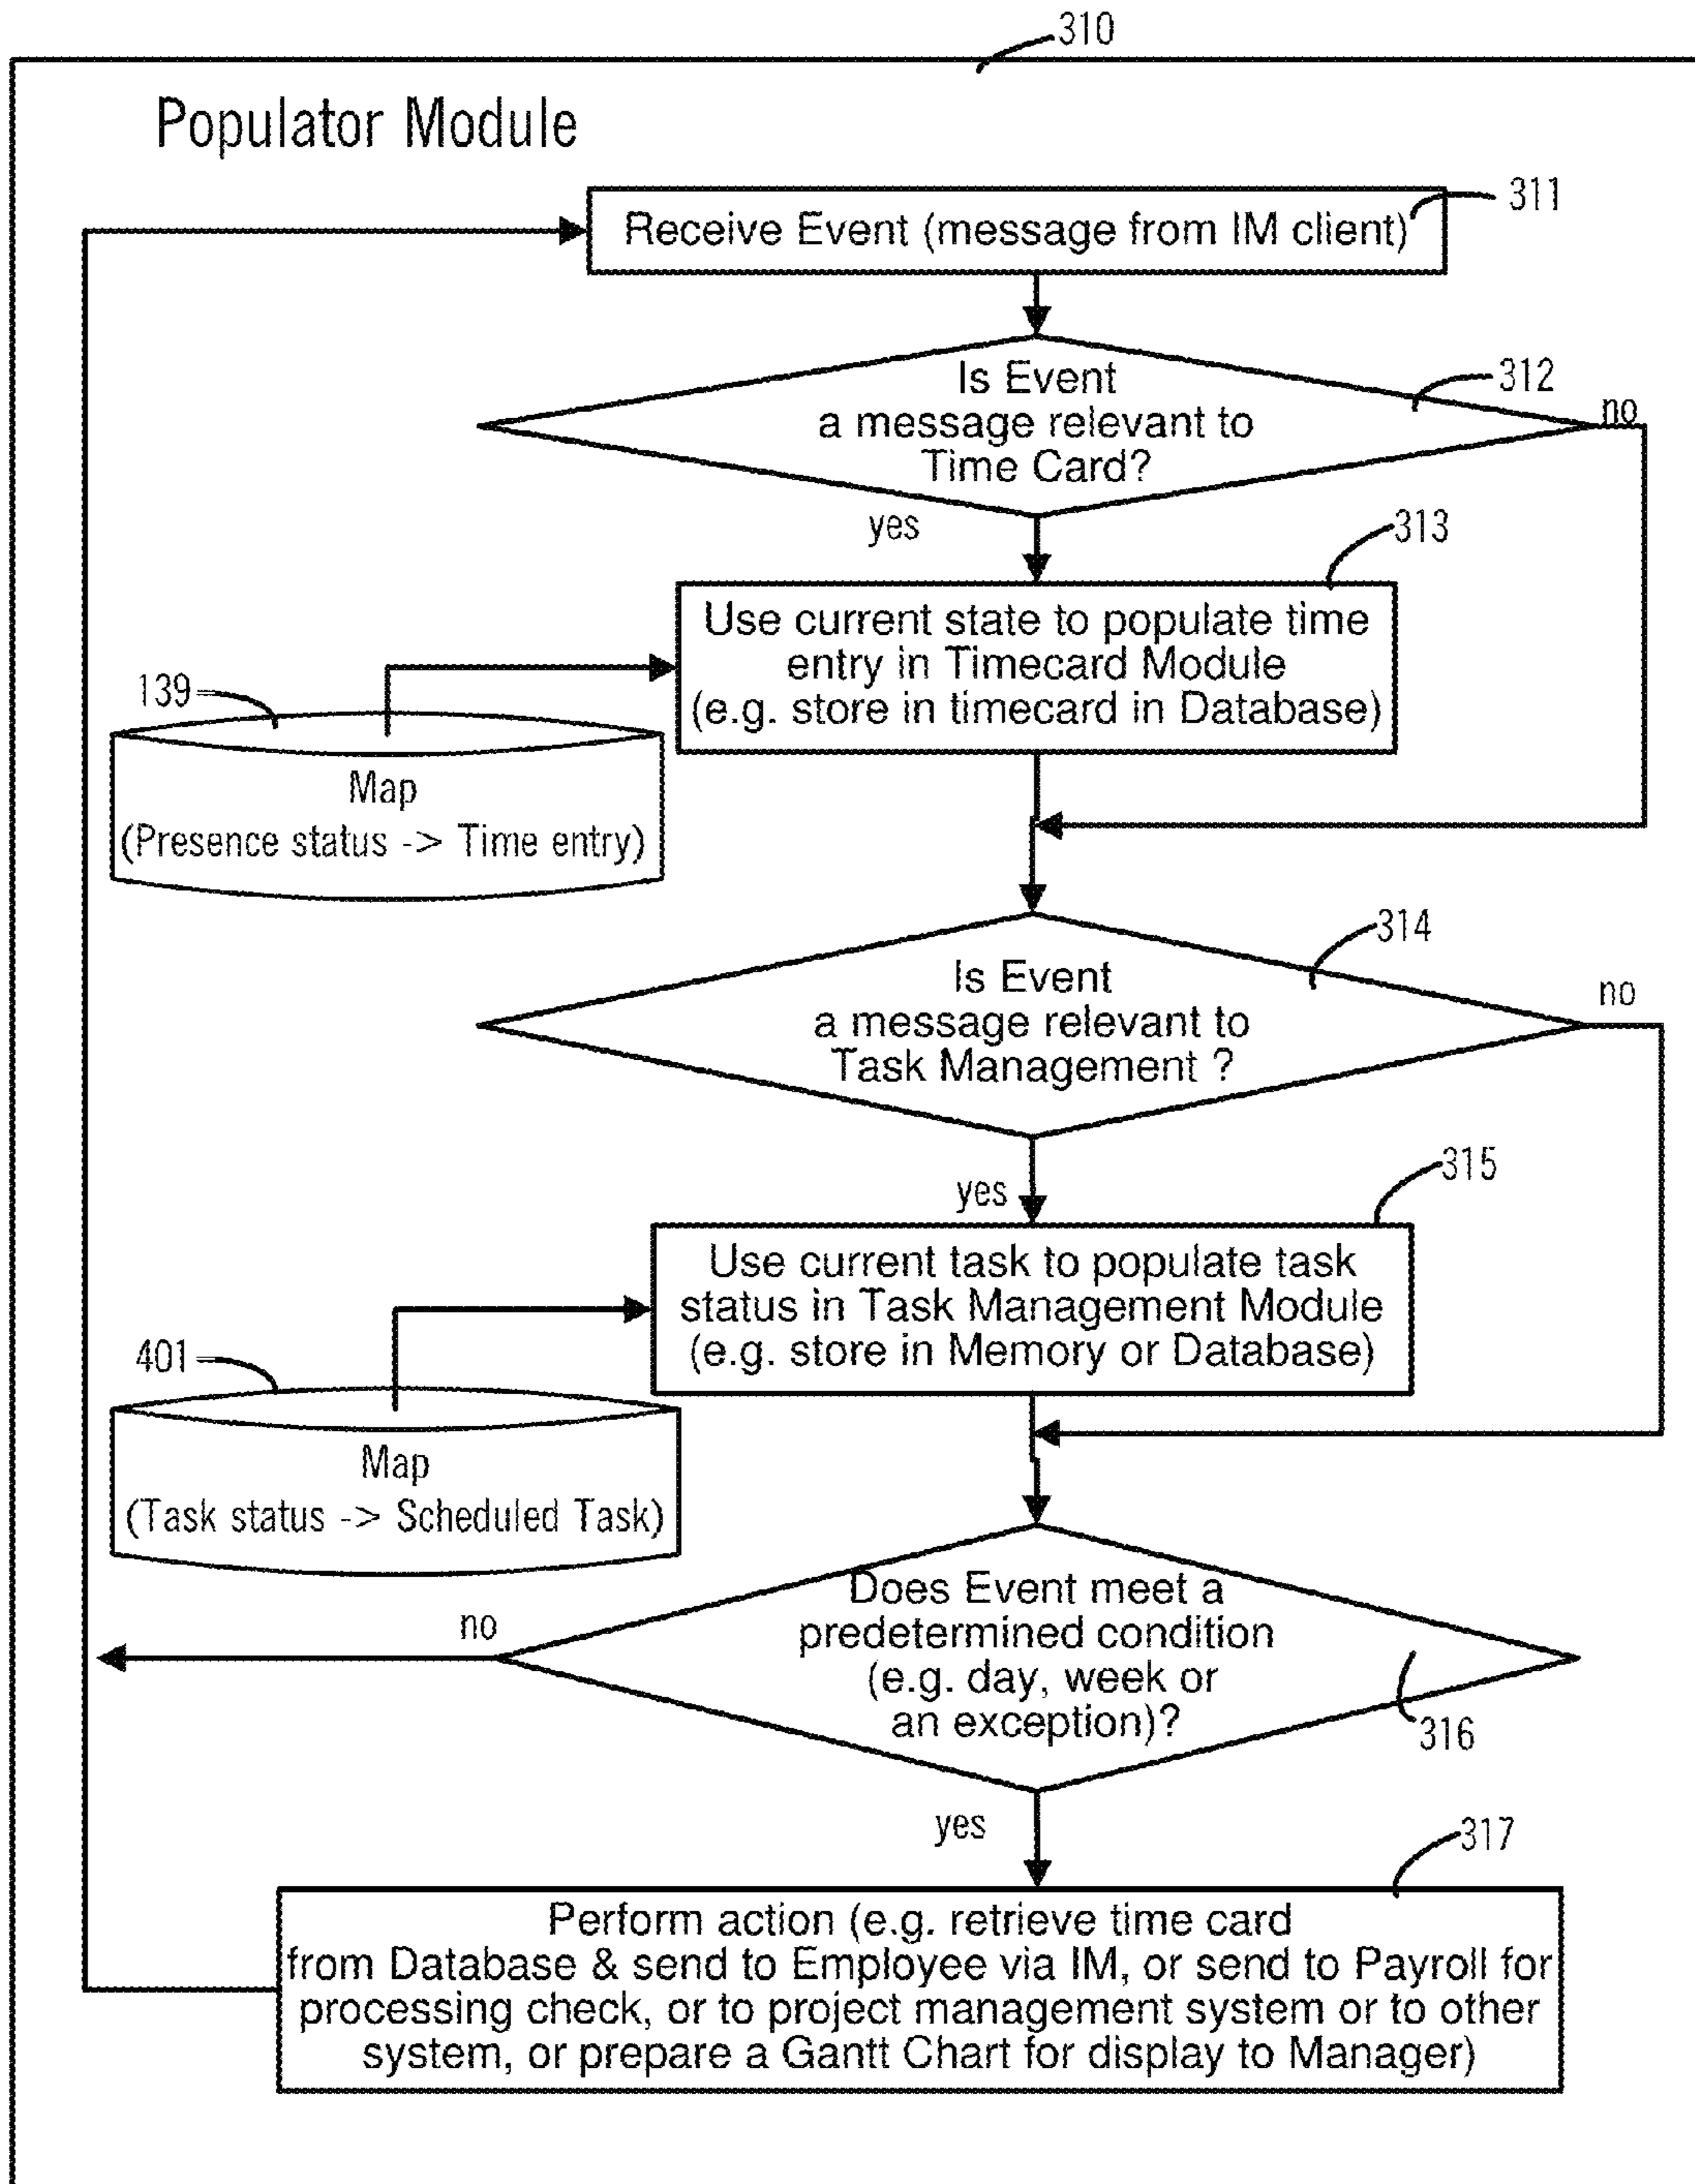 310
Populator Module
311
Receive Event (message from IM client)
Is Event
a message relevant to
Time Card?
312
no
yes
313
Use current state to populate time
entry in Timecard Module
(e.g. store in timecard in Database)
139
Map
(Presence status -> Time entry)
314
Is Event
a message relevant to
Task Management ?
no
yes
315
Use current task to populate task
status in Task Management Module
(e.g. store in Memory or Database)
401
Map
(Task status -> Scheduled Task)
Does Event meet a
predetermined condition
(e.g. day, week or
an exception)?
no
316
yes
317
Perform action (e.g. retrieve time card
from Database & send to Employee via IM, or send to Payroll for
processing check, or to project management system or to other
system, or prepare a Gantt Chart for display to Manager)